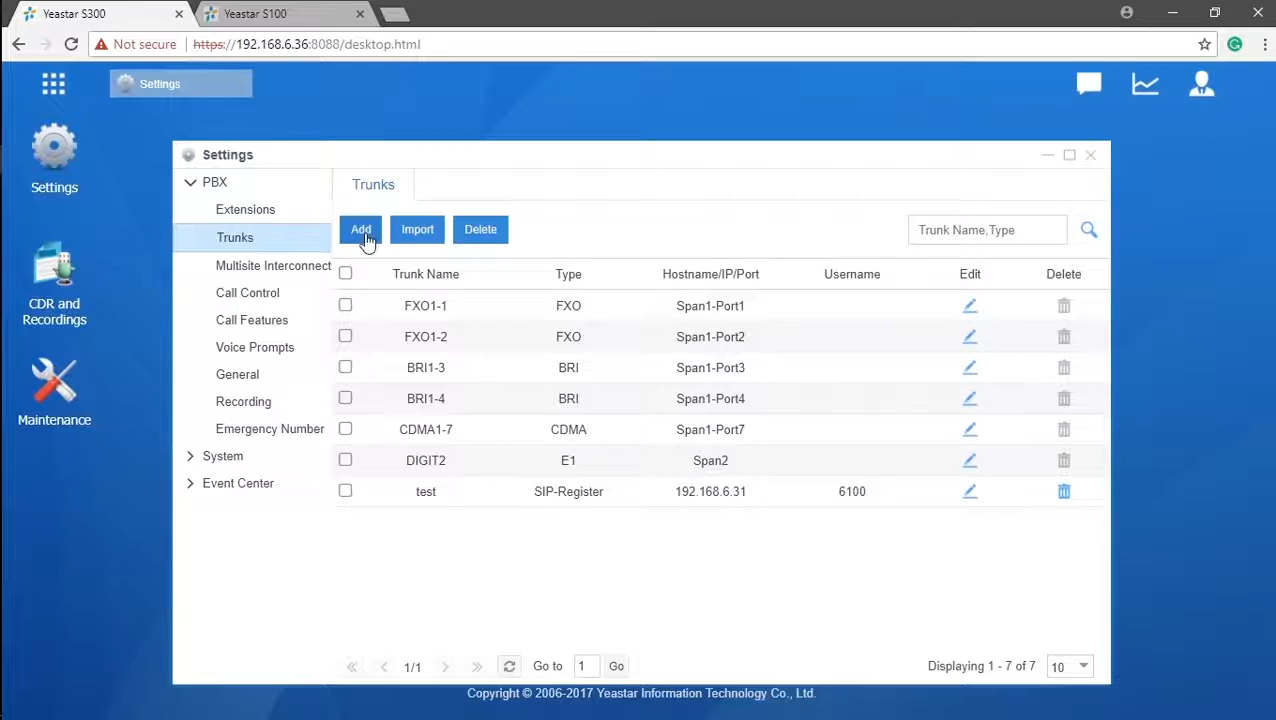 Yeastar S300
Yeastar S100
Not secure https://192.168.6.36:8088/desktop.html
Settings
Settings
CDR and
Recordings
Maintenance
Settings
PBX
Extensions
Trunks
Multisite Interconnect
Call Control
Call Features
Voice Prompts
General
Recording
Emergency Number
System
Event Center
Trunks
Add Import Delete Trunk Name,Type
Trunk Name Type Hostname/IP/Port Username Edit Delete
FXO1-1 FXO Span1-Port1
FXO1-2 FXO Span1-Port2
BRI1-3 BRI Span1-Port3
BRI1-4 BRI Span1-Port4
CDMA1-7 CDMA Span1-Port7
DIGIT2 E1 Span2
test SIP-Register 192.168.6.31 6100
1/1 Go to 1 Go Displaying 1 - 7 of 7 10
Copyright © 2006-2017 Yeastar Information Technology Co., Ltd.